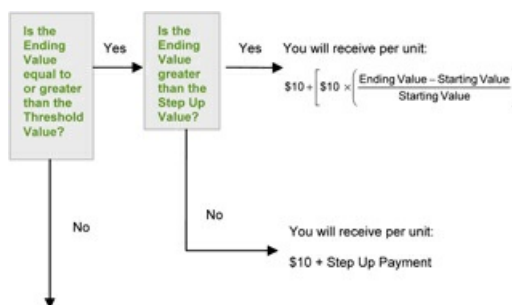 Is the
Ending
Value
equal to
or greater
than the
Threshold
Value?
Yes
Is the
Ending
Value
greater
than the
Step Up
Value?
Yes
You will receive per unit:
$10 + [ $10 × ( Ending Value – Starting Value
Starting Value
No
No
You will receive per unit:
$10 + Step Up Payment